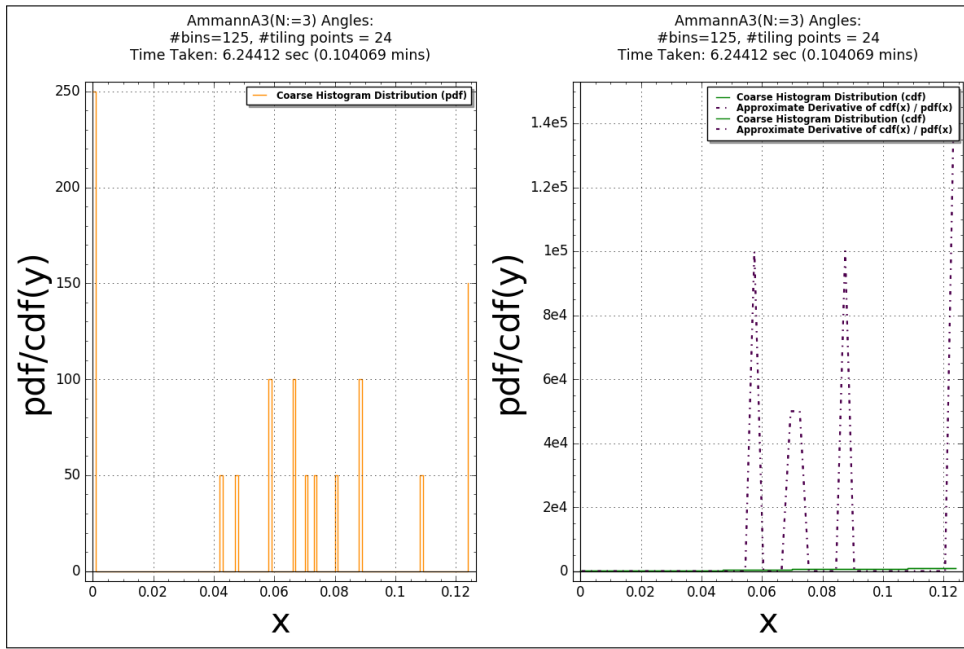 AmmannA3(N:=3) Angles:
#bins=125, #tiling points = 24
Time Taken: 6.24412 sec (0.104069 mins)
Coarse Histogram Distribution (pdf)
250
200
150
100
50
0
pdf/cdf(y)
0 0.02 0.04 0.06 0.08 0.1 0.12
x
AmmannA3(N:=3) Angles:
#bins=125, #tiling points = 24
Time Taken: 6.24412 sec (0.104069 mins)
Coarse Histogram Distribution (cdf)
Approximate Derivative of cdf(x) / pdf(x)
Coarse Histogram Distribution (cdf)
Approximate Derivative of cdf(x) / pdf(x)
1.4e5
1.2e5
1e5
8e4
6e4
4e4
2e4
0
pdf/cdf(y)
0 0.02 0.04 0.06 0.08 0.1 0.12
x